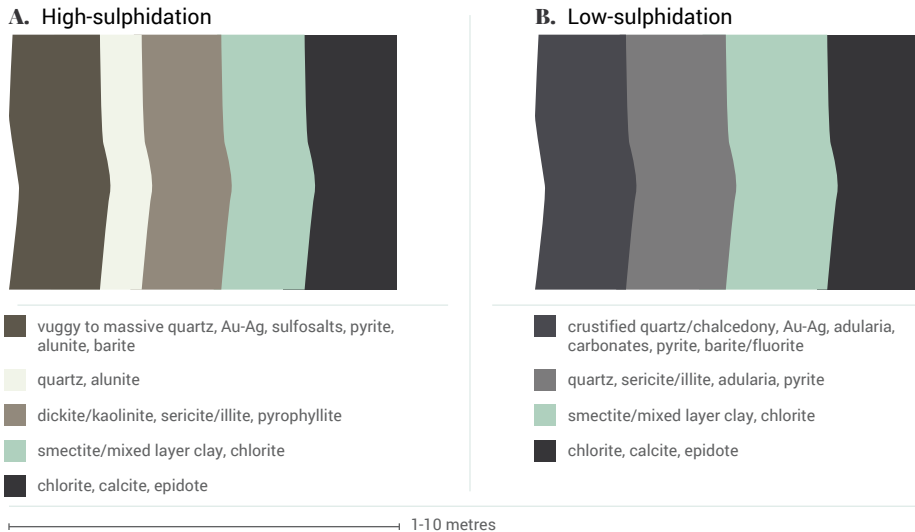 A. High-sulphidation
vuggy to massive quartz, Au-Ag, sulfosalts, pyrite,
alunite, barite
quartz, alunite
dickite/kaolinite, sericite/illite, pyrophyllite
smectite/mixed layer clay, chlorite
chlorite, calcite, epidote
B. Low-sulphidation
crustified quartz/chalcedony, Au-Ag, adularia,
carbonates, pyrite, barite/fluorite
quartz, sericite/illite, adularia, pyrite
smectite/mixed layer clay, chlorite
chlorite, calcite, epidote
1-10 metres